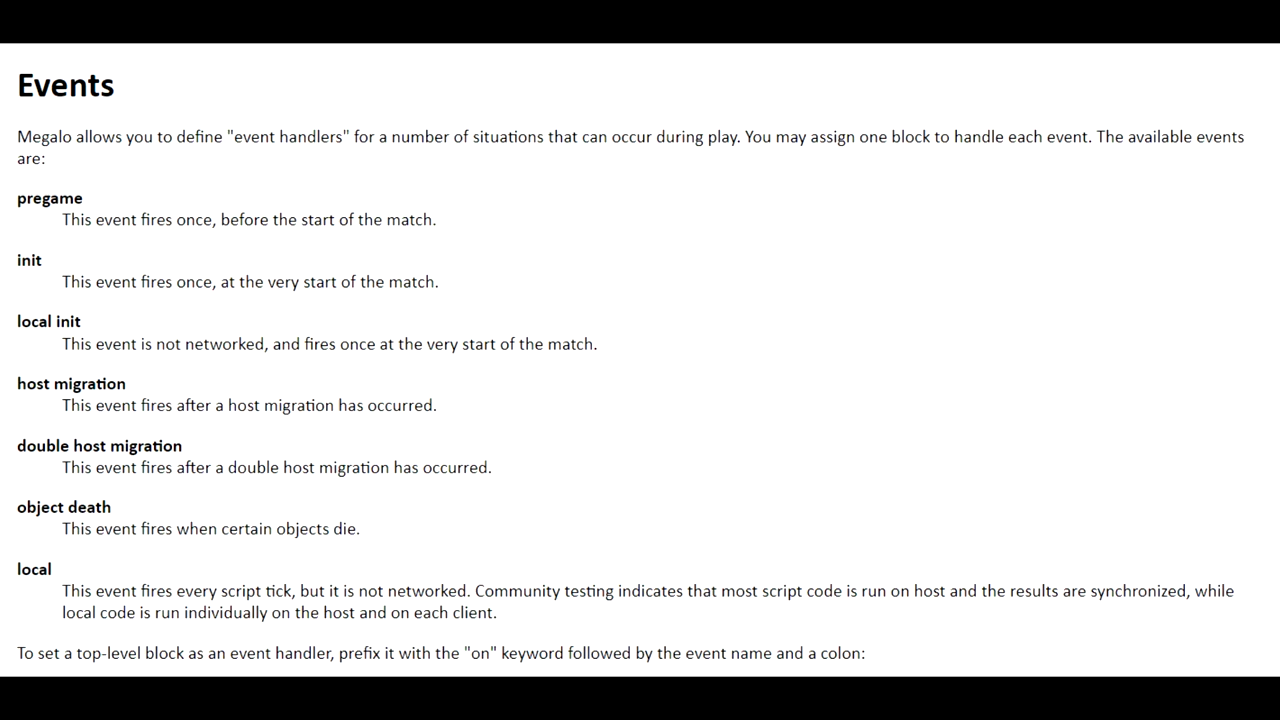 Events
Megalo allows you to define "event handlers" for a number of situations that can occur during play. You may assign one block to handle each event. The available events
are:
pregame
This event fires once, before the start of the match.
init
This event fires once, at the very start of the match.
local init
This event is not networked, and fires once at the very start of the match.
host migration
This event fires after a host migration has occurred.
double host migration
This event fires after a double host migration has occurred.
object death
This event fires when certain objects die.
local
This event fires every script tick, but it is not networked. Community testing indicates that most script code is run on host and the results are synchronized, while
local code is run individually on the host and on each client.
To set a top-level block as an event handler, prefix it with the "on" keyword followed by the event name and a colon: